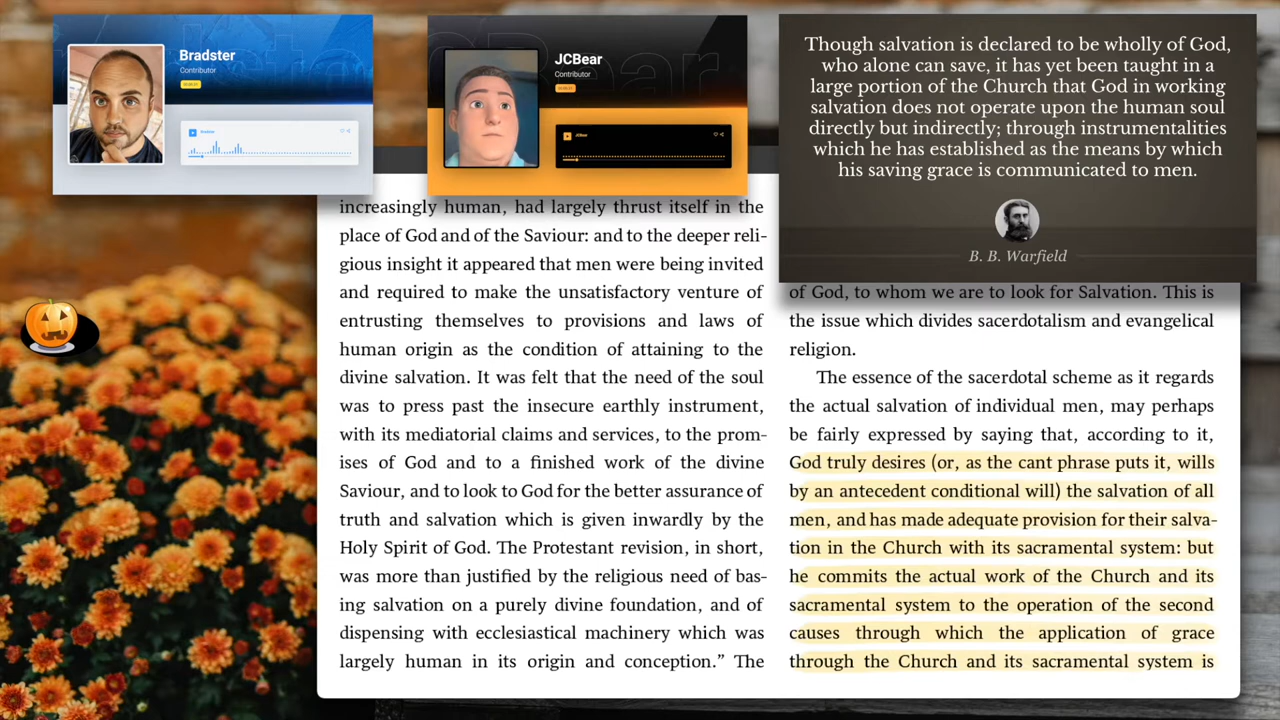 Bradster
Contributor
Bradster
JCBear
Contributor
JCBear
Though salvation is declared to be wholly of God,
who alone can save, it has yet been taught in a
large portion of the Church that God in working
salvation does not operate upon the human soul
directly but indirectly; through instrumentalities
which he has established as the means by which
his saving grace is communicated to men.
B. B. Warfield
increasingly human, had largely thrust itself in the
place of God and of the Saviour: and to the deeper reli-
gious insight it appeared that men were being invited
and required to make the unsatisfactory venture of
entrusting themselves to provisions and laws of
human origin as the condition of attaining to the
divine salvation. It was felt that the need of the soul
was to press past the insecure earthly instrument,
with its mediatorial claims and services, to the prom-
ises of God and to a finished work of the divine
Saviour, and to look to God for the better assurance of
truth and salvation which is given inwardly by the
Holy Spirit of God. The Protestant revision, in short,
was more than justified by the religious need of bas-
ing salvation on a purely divine foundation, and of
dispensing with ecclesiastical machinery which was
largely human in its origin and conception.” The
of God, to whom we are to look for Salvation. This is
the issue which divides sacerdotalism and evangelical
religion.
The essence of the sacerdotal scheme as it regards
the actual salvation of individual men, may perhaps
be fairly expressed by saying that, according to it,
God truly desires (or, as the cant phrase puts it, wills
by an antecedent conditional will) the salvation of all
men, and has made adequate provision for their salva-
tion in the Church with its sacramental system: but
he commits the actual work of the Church and its
sacramental system to the operation of the second
causes through which the application of grace
through the Church and its sacramental system is